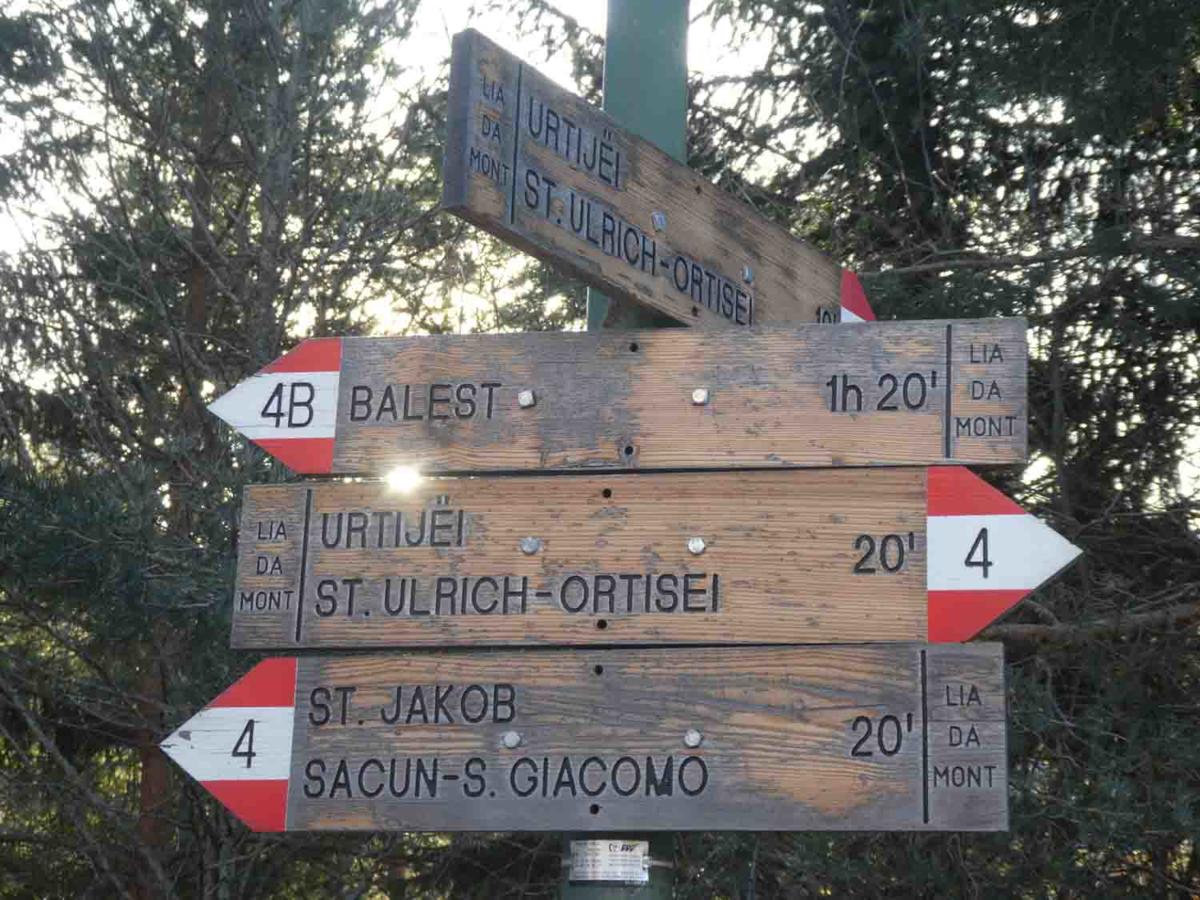 LIA
DA
MONT
URTIJËI
ST. ULRICH-ORTISEI
4B BALEST 1h 20'
LIA
DA
MONT
LIA
DA
MONT
URTIJËI
ST. ULRICH-ORTISEI
20' 4
4
ST. JAKOB
SACUN-S. GIACOMO
20'
LIA
DA
MONT